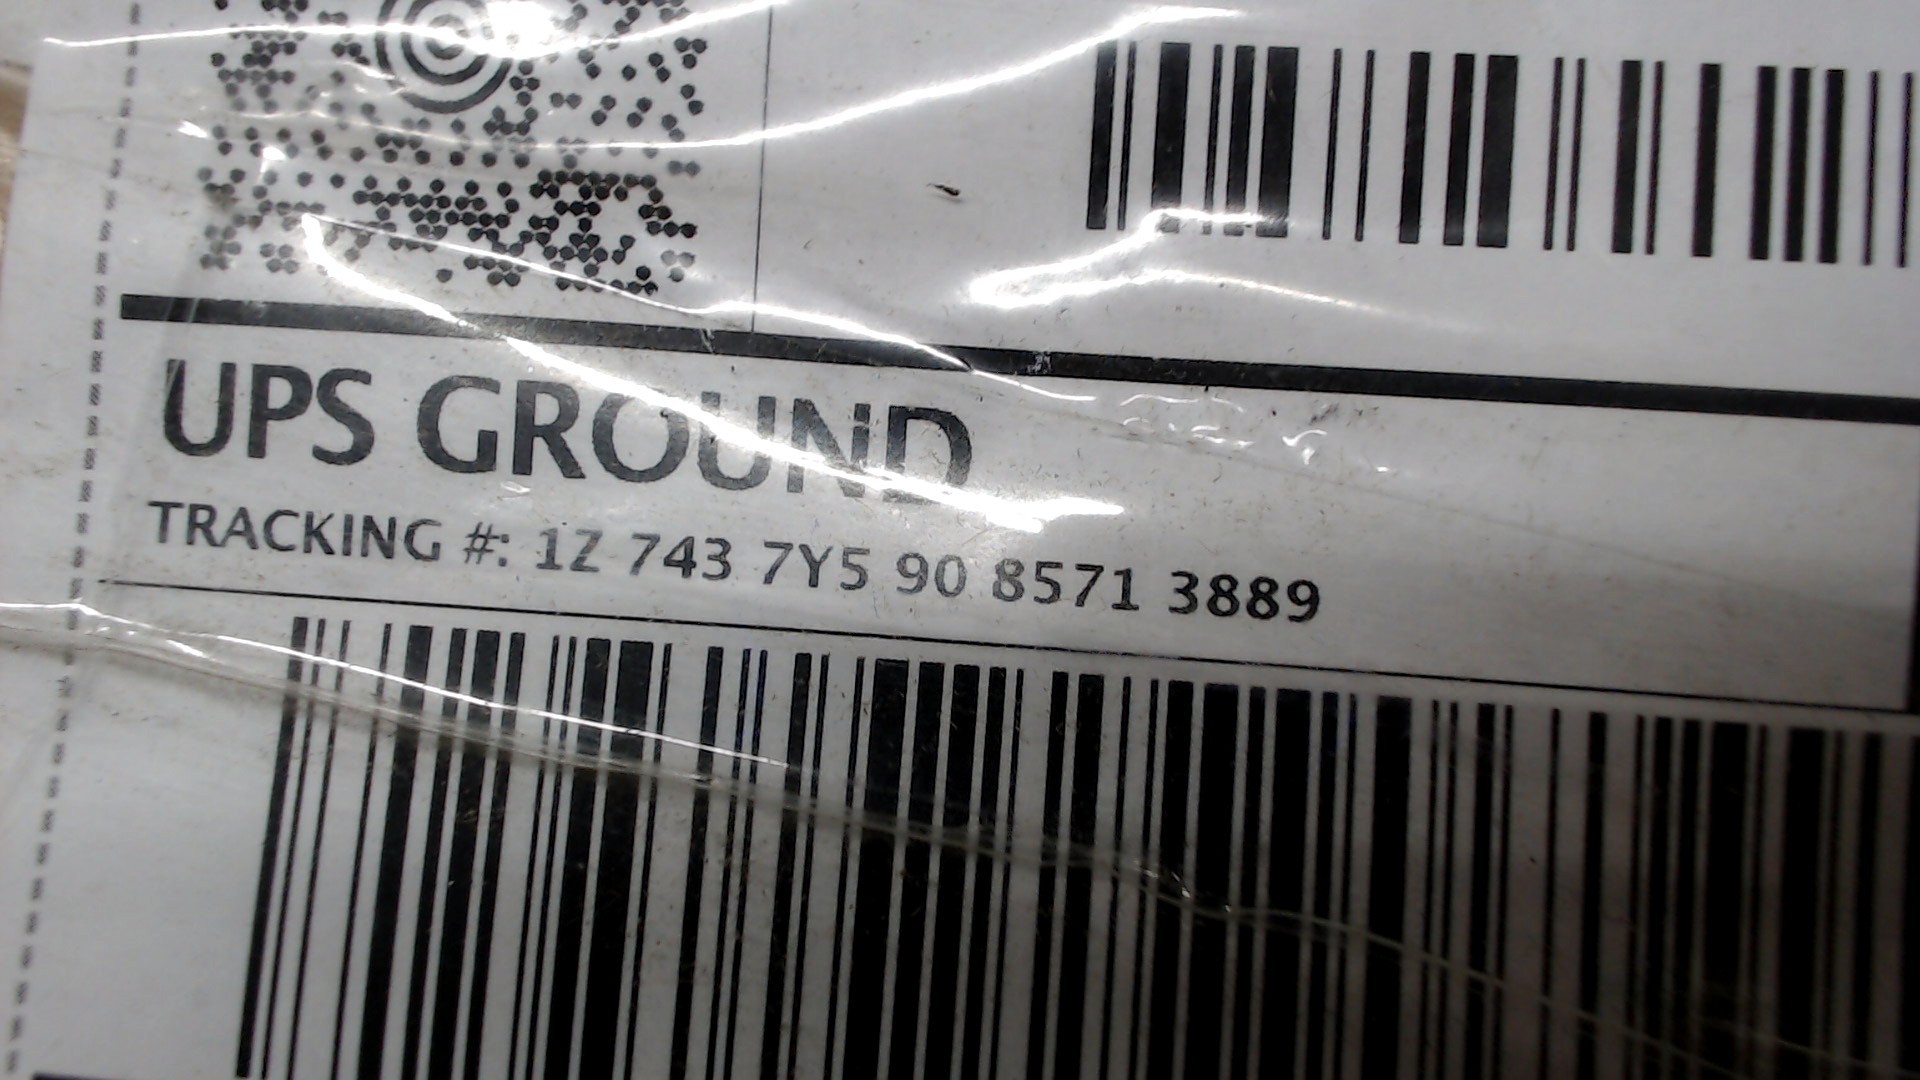 UPS GROUND
TRACKING #: 1Z 743 7Y5 90 8571 3889